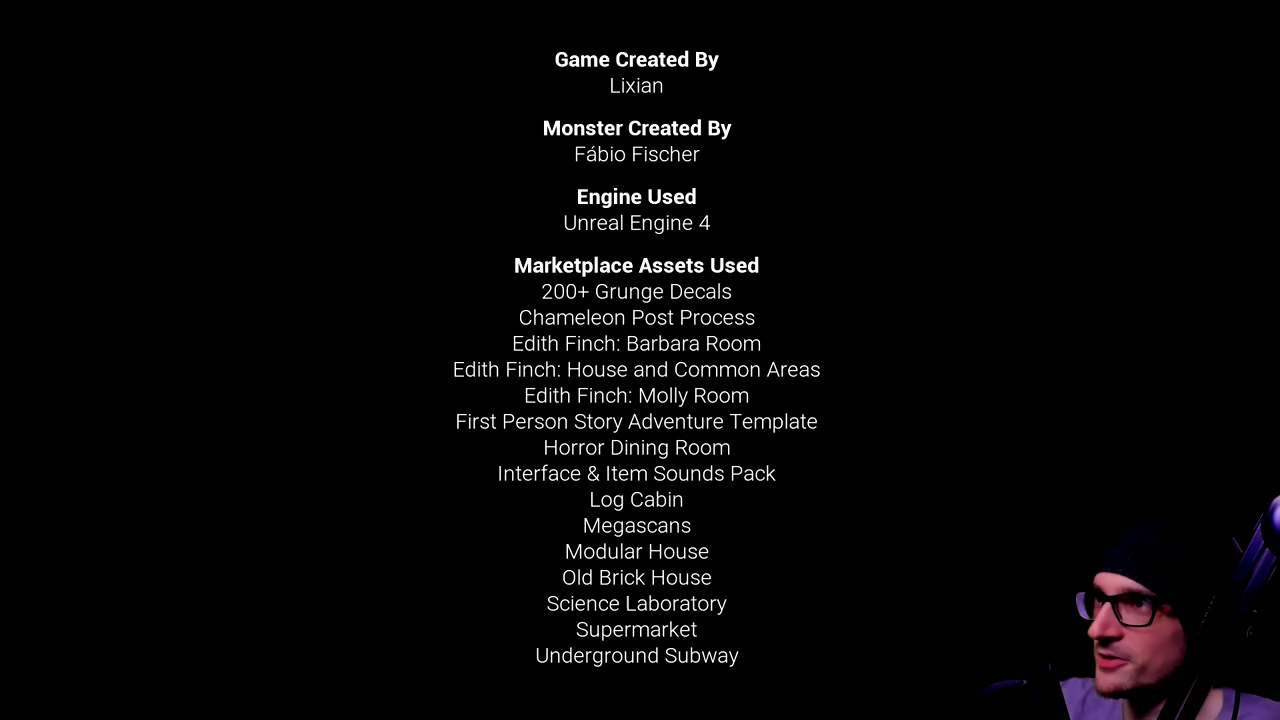 Game Created By
Lixian
Monster Created By
Fábio Fischer
Engine Used
Unreal Engine 4
Marketplace Assets Used
200+ Grunge Decals
Chameleon Post Process
Edith Finch: Barbara Room
Edith Finch: House and Common Areas
Edith Finch: Molly Room
First Person Story Adventure Template
Horror Dining Room
Interface & Item Sounds Pack
Log Cabin
Megascans
Modular House
Old Brick House
Science Laboratory
Supermarket
Underground Subway